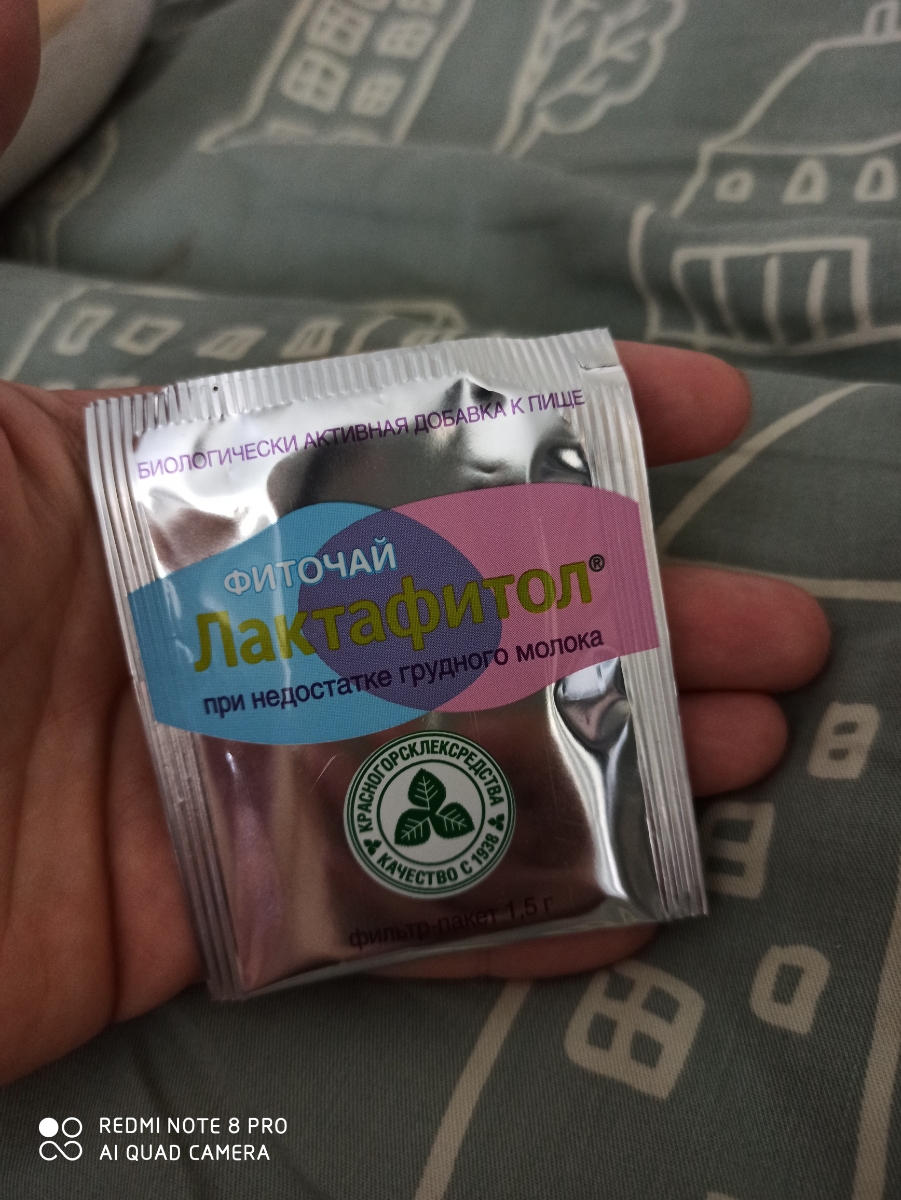 БИОЛОГИЧЕСКИ АКТИВНАЯ ДОБАВКА К ПИЩЕ
ФИТОЧАЙ
Лактафитол®
при недостатке грудного молока
КРАСНОГОРСКЛЕКСРЕДСТВА
КАЧЕСТВО С 1938
фильтр-пакет 1,5 г
REDMI NOTE 8 PRO
AI QUAD CAMERA